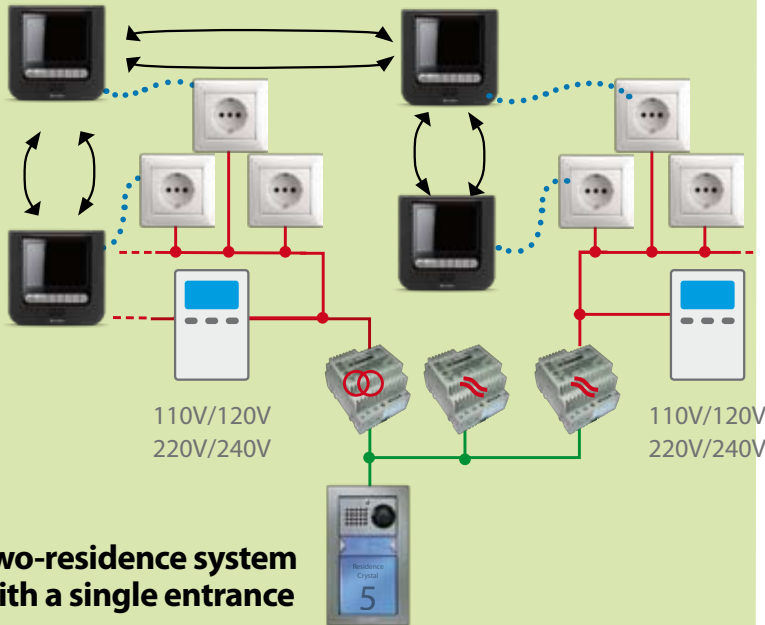 110V/120V
220V/240V
110V/120V
220V/240V
wo-residence system
ith a single entrance
Residence
Crystal
5